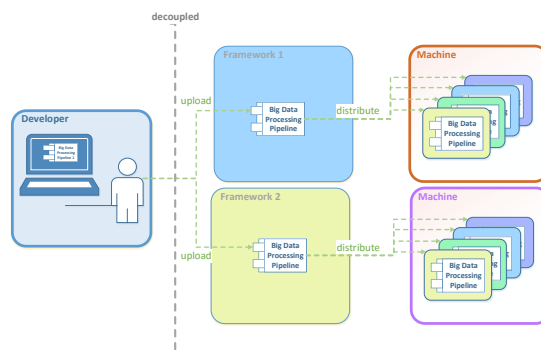 decoupled
Framework 1
Machine
upload
Big Data
Processing
Pipeline
distribute
Big Data
Processing
Pipeline
Developer
Big Data
Processing
Pipeline 1
Framework 2
Machine
upload
Big Data
Processing
Pipeline
distribute
Big Data
Processing
Pipeline